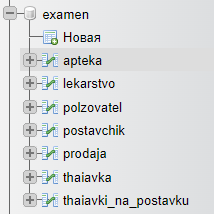 examen
Новая
apteka
lekarstvo
polzovatel
postavchik
prodaja
thaiavka
thaiavki_na_postavku